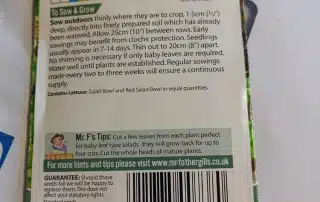 To Sow & Grow
Sow outdoors thinly where they are to crop, 1.5cm (½")
deep, directly into finely prepared soil which has already
been watered. Allow 25cm (10") between rows. Early
sowings may benefit from cloche protection. Seedlings
usually appear in 7-14 days. Thin out to 20cm (8") apart.
No thinning is necessary if only baby leaves are required.
Water well until plants are established. Regular sowings
made every two to three weeks will ensure a continuous
supply.
Contains Lettuce: Salad Bowl and Red Salad Bowl in equal quantities
Mr. F's Tips: Cut a few leaves from each plant perfect
for baby leaf type salads they will grow back for up to
four cuts. Cut the whole heads of mature plants.
For more hints and tips please visit www.mr-fothergills.co.uk
GUARANTEE: Should these
seeds fail we will be happy to
replace them. This does not
affect your statutory rights